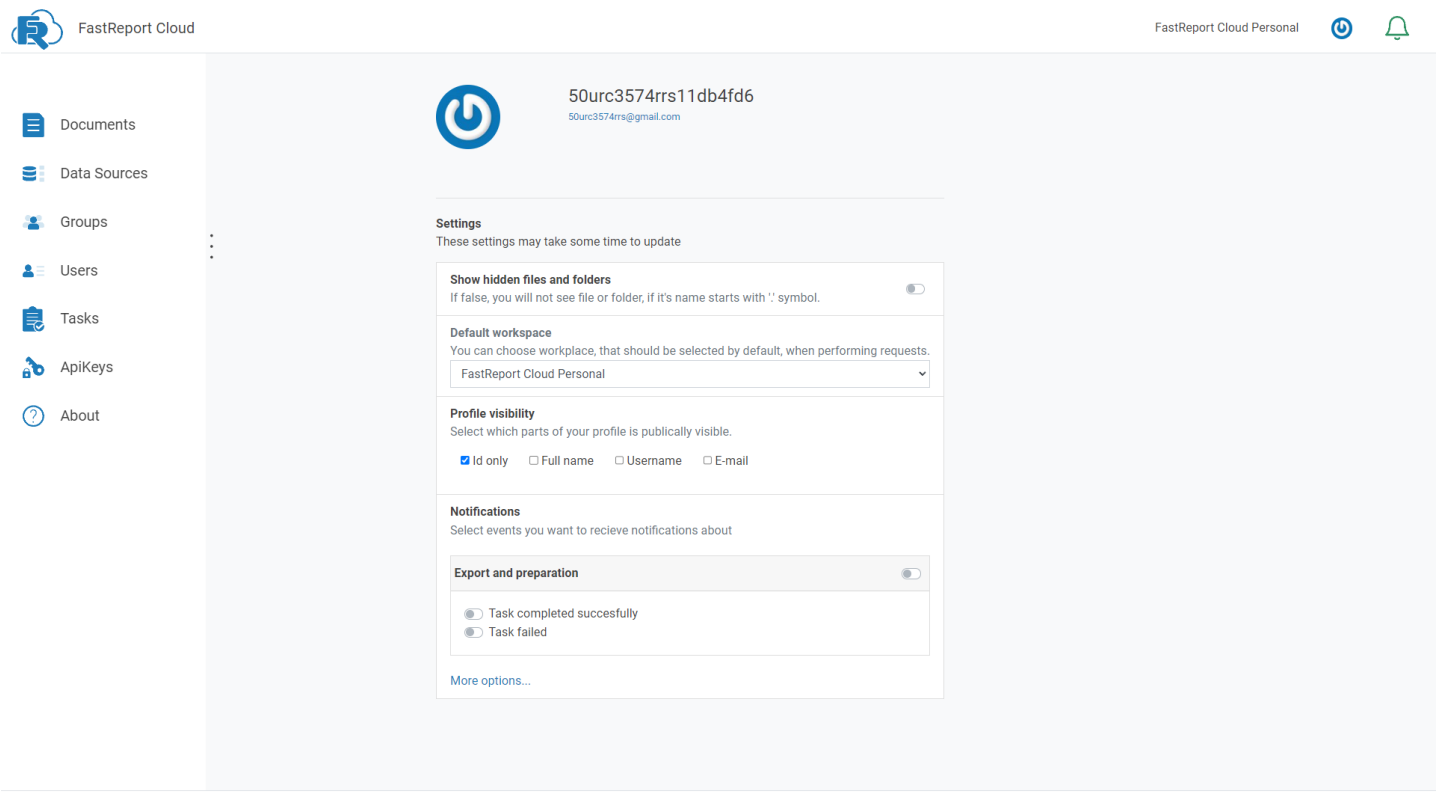 FastReport Cloud
FastReport Cloud Personal
Documents
Data Sources
Groups
Users
Tasks
ApiKeys
About
50urc3574rrs11db4fd6
50urc3574rrs@gmail.com
Settings
These settings may take some time to update
Show hidden files and folders
If false, you will not see file or folder, if it's name starts with '.' symbol.
Default workspace
You can choose workplace, that should be selected by default, when performing requests.
FastReport Cloud Personal
Profile visibility
Select which parts of your profile is publically visible.
Id only Full name Username E-mail
Notifications
Select events you want to recieve notifications about
Export and preparation
Task completed succesfully
Task failed
More options...